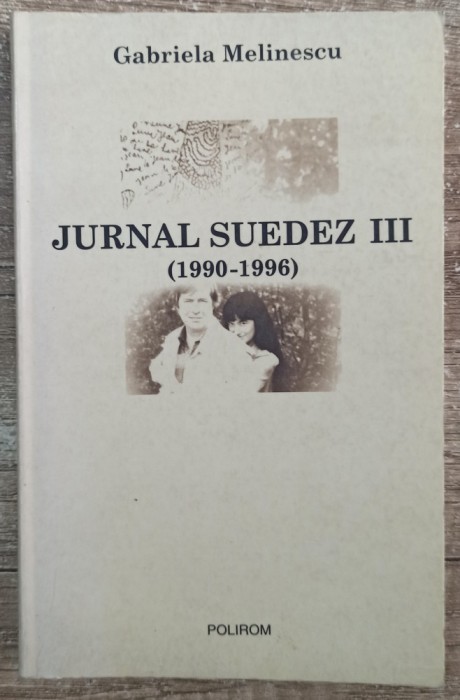 Gabriela Melinescu
JURNAL SUEDEZ III
(1990-1996)
POLIROM